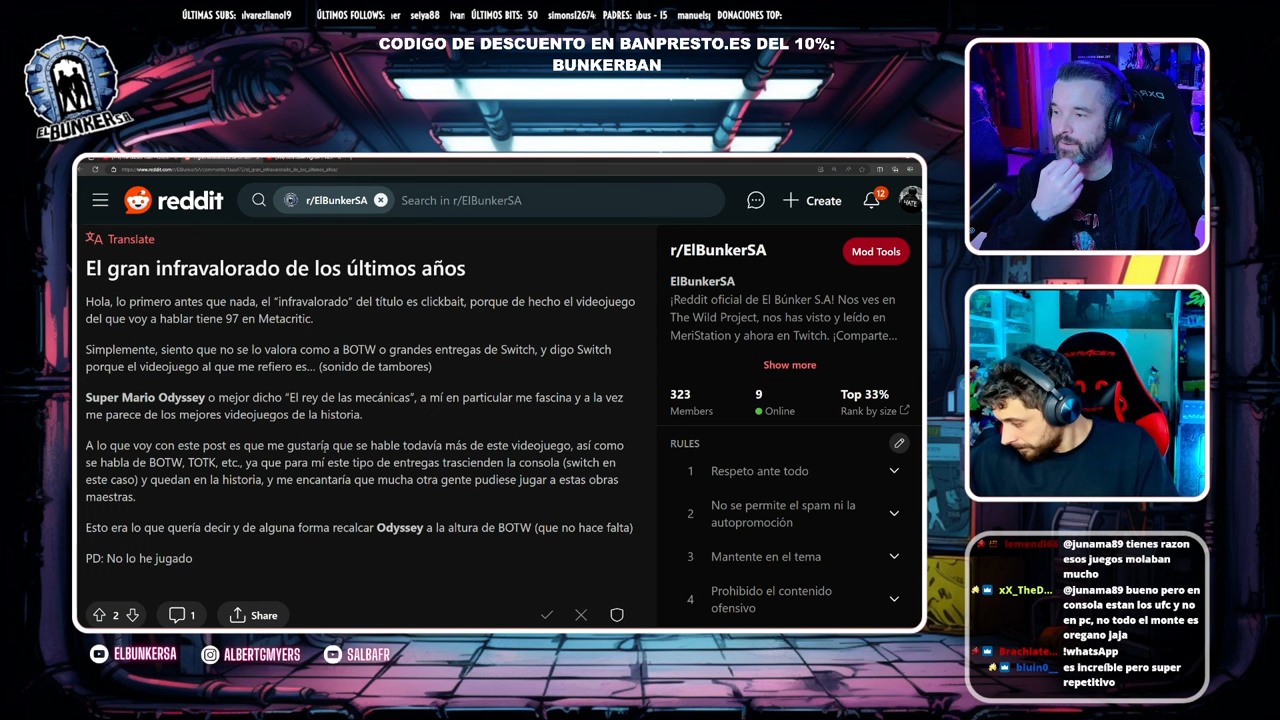 ÚLTIMAS SUBS: ÚLTIMOS FOLLOWS: seiya88 ÚLTIMOS BITS: 50 simons2674 PADRES: DONACIONES TOP:
CODIGO DE DESCUENTO EN BANPRESTO.ES DEL 10%:
BUNKERBAN
EL BUNKER S.A.
reddit
r/ElBunkerSA
Search in r/ElBunkerSA
Create
12
Translate
El gran infravalorado de los últimos años
Hola, lo primero antes que nada, el “infravalorado” del título es clickbait, porque de hecho el videojuego
del que voy a hablar tiene 97 en Metacritic.
Simplemente, siento que no se lo valora como a BOTW o grandes entregas de Switch, y digo Switch
porque el videojuego al que me refiero es... (sonido de tambores)
Super Mario Odyssey o mejor dicho “El rey de las mecánicas”, a mí en particular me fascina y a la vez
me parece de los mejores videojuegos de la historia.
A lo que voy con este post es que me gustaría que se hable todavía más de este videojuego, así como
se habla de BOTW, TOTK, etc., ya que para mí este tipo de entregas trascienden la consola (switch en
este caso) y quedan en la historia, y me encantaría que mucha otra gente pudiese jugar a estas obras
maestras.
Esto era lo que quería decir y de alguna forma recalcar Odyssey a la altura de BOTW (que no hace falta)
PD: No lo he jugado
2
1
Share
r/ElBunkerSA
Mod Tools
ElBunkerSA
¡Reddit oficial de El Búnker S.A! Nos ves en
The Wild Project, nos has visto y leído en
MeriStation y ahora en Twitch. ¡Comparte...
Show more
323 9 Top 33%
Members Online Rank by size
RULES
1 Respeto ante todo
2 No se permite el spam ni la
autopromoción
3 Mantente en el tema
4 Prohibido el contenido
ofensivo
ELBUNKERSA
ALBERTGMYERS
SALBAFR
@junama89 tienes razon
esos juegos molaban
mucho
xX_TheD... @junama89 bueno pero en
consola estan los ufc y no
en pc, no todo el monte es
oregano jaja
Brachiate... !whatsApp
biuin0_ es increíble pero super
repetitivo